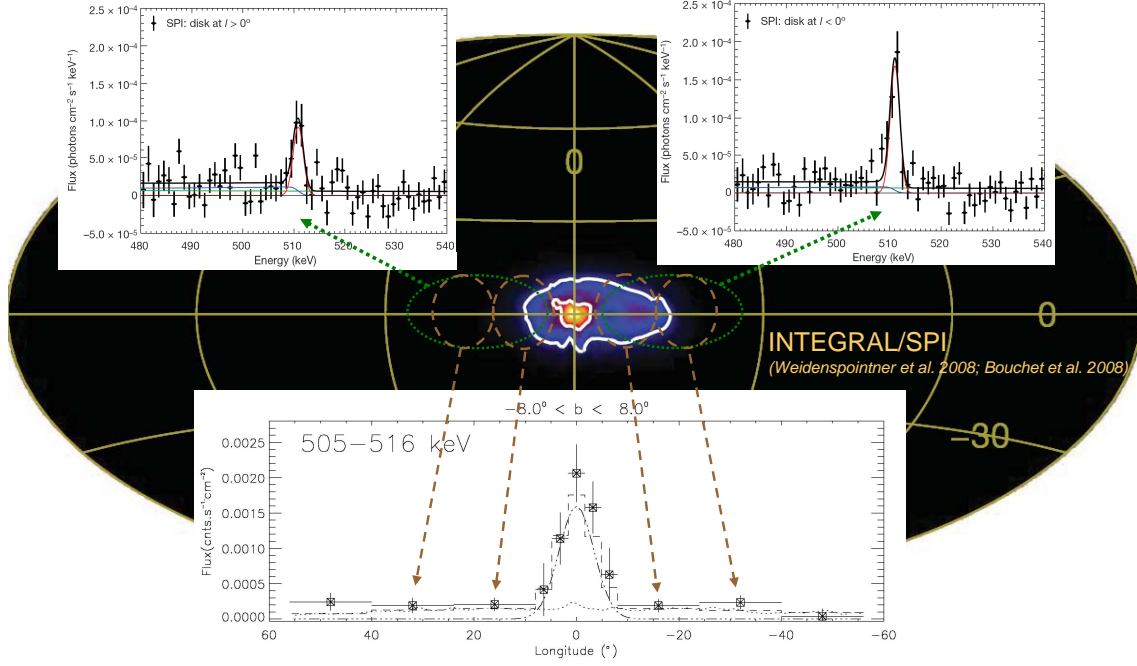 SPI: disk at l > 0°
2.5 × 10⁻⁴
2.0 × 10⁻⁴
1.5 × 10⁻⁴
1.0 × 10⁻⁴
5.0 × 10⁻⁵
0
−5.0 × 10⁻⁵
Flux (photons cm⁻² s⁻¹ keV⁻¹)
480 490 500 510 520 530 540
Energy (keV)
SPI: disk at l < 0°
2.5 × 10⁻⁴
2.0 × 10⁻⁴
1.5 × 10⁻⁴
1.0 × 10⁻⁴
5.0 × 10⁻⁵
0
−5.0 × 10⁻⁵
Flux (photons cm⁻² s⁻¹ keV⁻¹)
480 490 500 510 520 530 540
Energy (keV)
0
0
−30
INTEGRAL/SPI
(Weidenspointner et al. 2008; Bouchet et al. 2008)
−8.0° < b < 8.0°
505−516 keV
0.0025
0.0020
0.0015
0.0010
0.0005
0.0000
Flux(cnts.s⁻¹cm⁻²)
60 40 20 0 −20 −40 −60
Longitude (°)